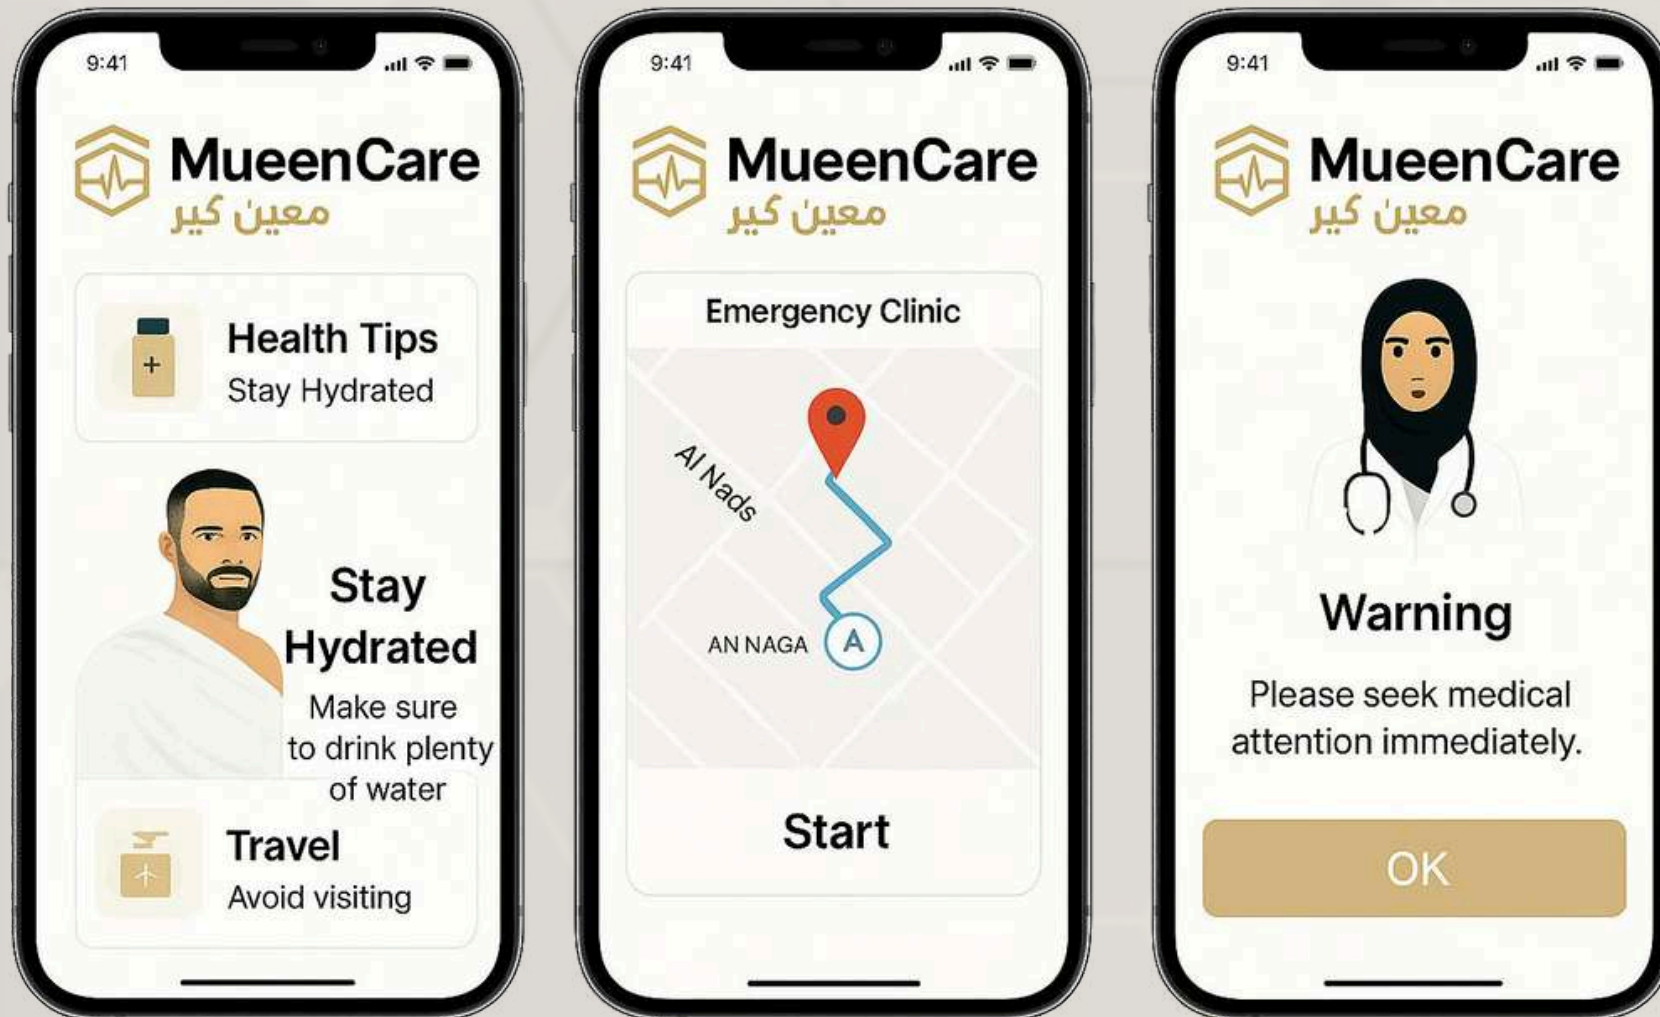 9:41
MueenCare
معين كير
Health Tips
Stay Hydrated
Stay
Hydrated
Make sure
to drink plenty
of water
Travel
Avoid visiting
9:41
MueenCare
معين كير
Emergency Clinic
Al Nads
AN NAGA
A
Start
9:41
MueenCare
معين كير
Warning
Please seek medical
attention immediately.
OK